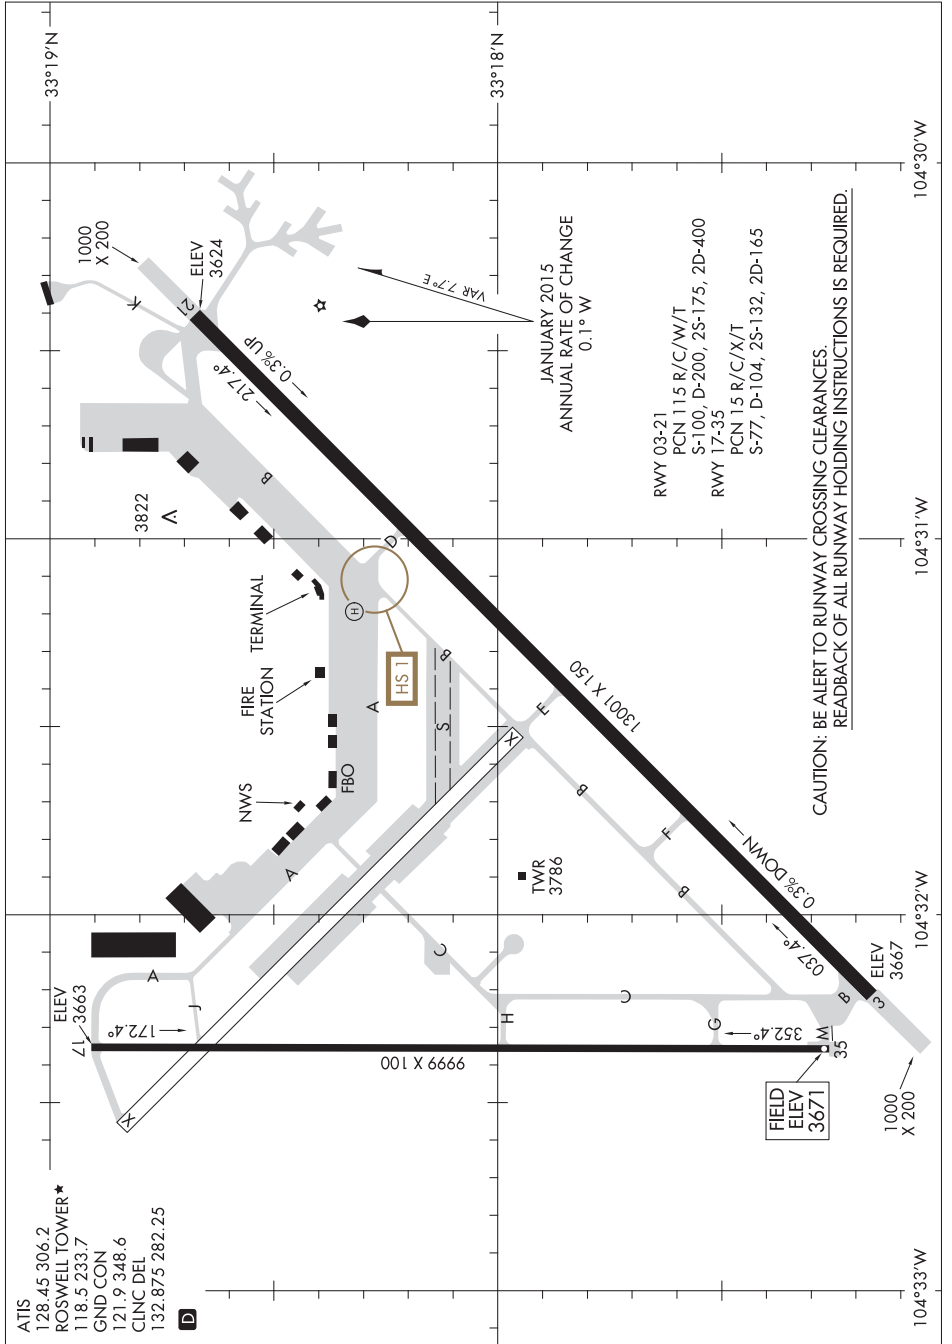 ATIS
128.45 306.2
ROSWELL TOWER★
118.5 233.7
GND CON
121.9 348.6
CLNC DEL
132.875 282.25
D
33°19'N
33°18'N
104°33'W
104°32'W
104°31'W
104°30'W
17
ELEV
3663
172.4°
X
J
A
A
A
NWS
FBO
FIRE
STATION
TERMINAL
3822
HS 1
H
S
B
B
B
B
B
C
C
D
E
F
G
H
K
M
X
9999 X 100
13001 X 150
TWR
3786
21
ELEV
3624
217.4°
0.3% UP
1000
X 200
3
ELEV
3667
037.4°
0.3% DOWN
1000
X 200
35
352.4°
FIELD
ELEV
3671
VAR 7.7° E
JANUARY 2015
ANNUAL RATE OF CHANGE
0.1° W
RWY 03-21
PCN 115 R/C/W/T
S-100, D-200, 2S-175, 2D-400
RWY 17-35
PCN 15 R/C/X/T
S-77, D-104, 2S-132, 2D-165
CAUTION: BE ALERT TO RUNWAY CROSSING CLEARANCES.
READBACK OF ALL RUNWAY HOLDING INSTRUCTIONS IS REQUIRED.